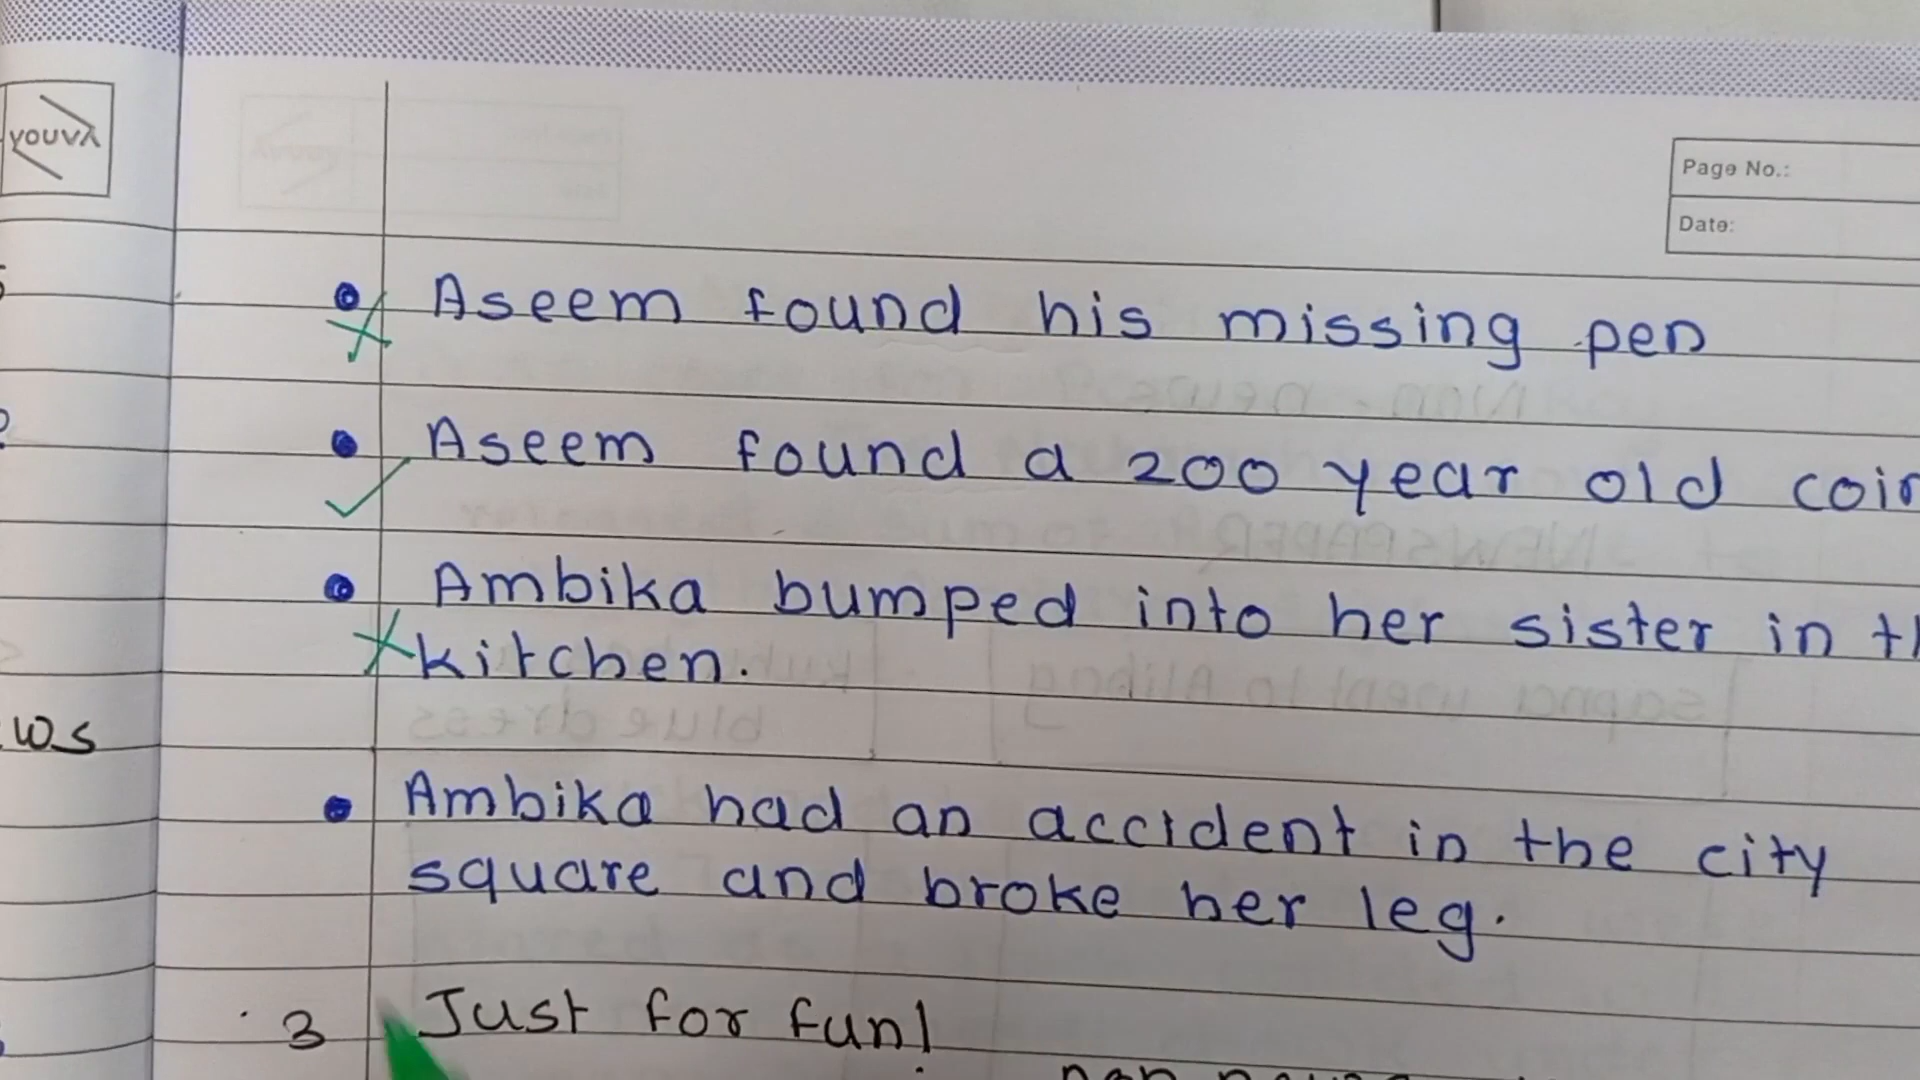 YOUVA
Page No.:
Date:
Aseem found his missing pen
Aseem found a 200 year old
Ambika bumped into her sister in
kitchen.
ws
Ambika had an accident in the city
square and broke her leg.
3 Just for fun!